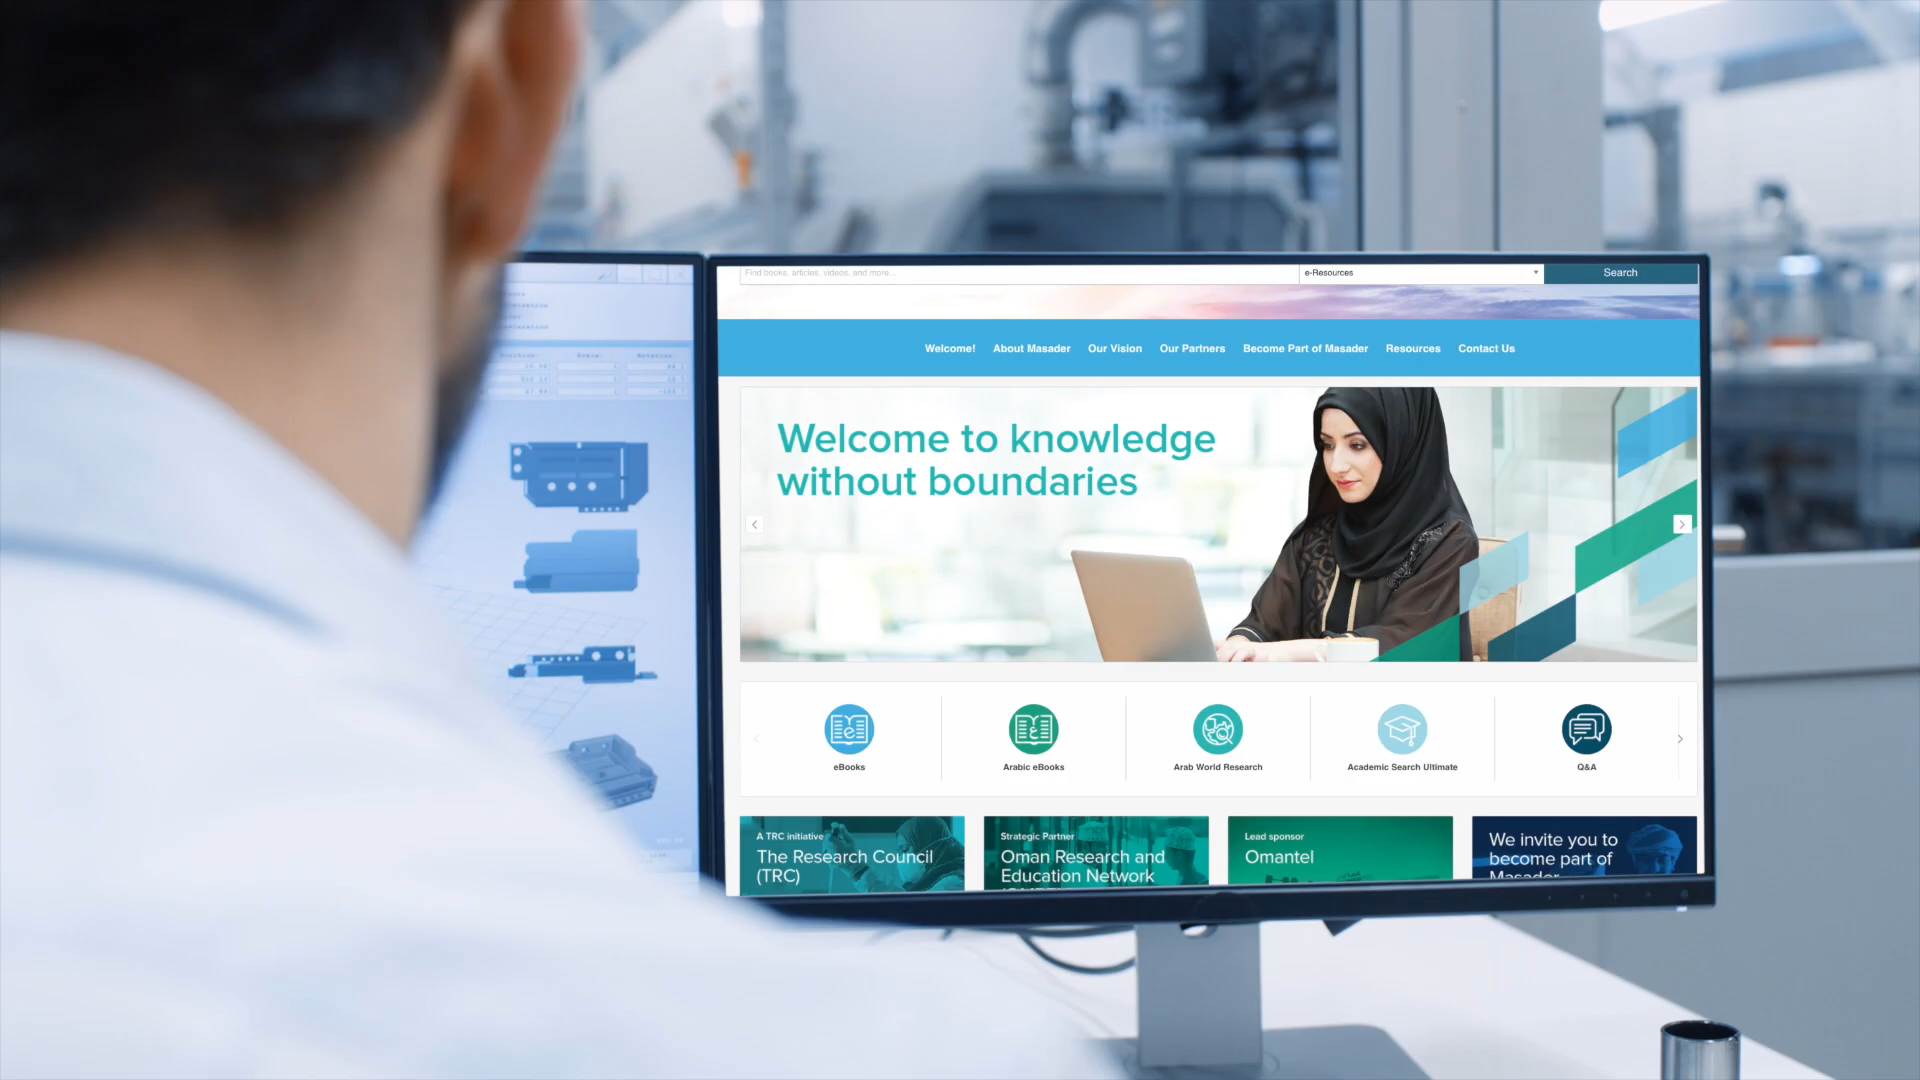 Find books, articles, videos, and more...
e-Resources
Search
Welcome!
About Masader
Our Vision
Our Partners
Become Part of Masader
Resources
Contact Us
Welcome to knowledge
without boundaries
eBooks
Arabic eBooks
Arab World Research
Academic Search Ultimate
Q&A
A TRC initiative
The Research Council
(TRC)
Strategic Partner
Oman Research and
Education Network
Lead sponsor
Omantel
We invite you to
become part of
Masader